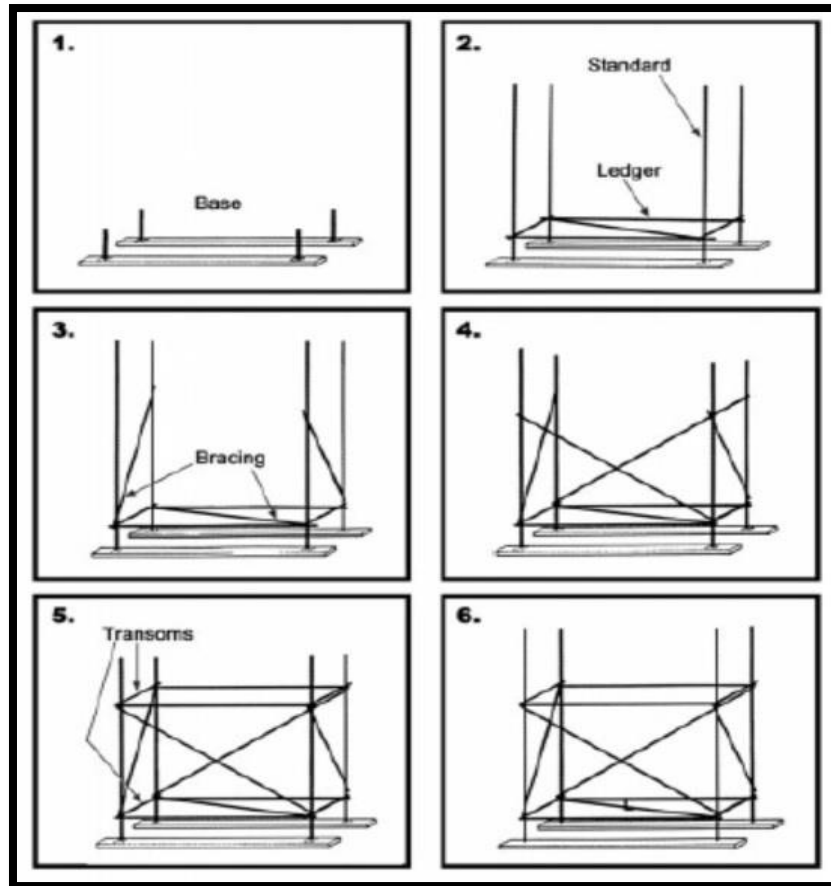 1.
Base
2.
Standard
Ledger
3.
Bracing
4.
5.
Transoms
6.
L